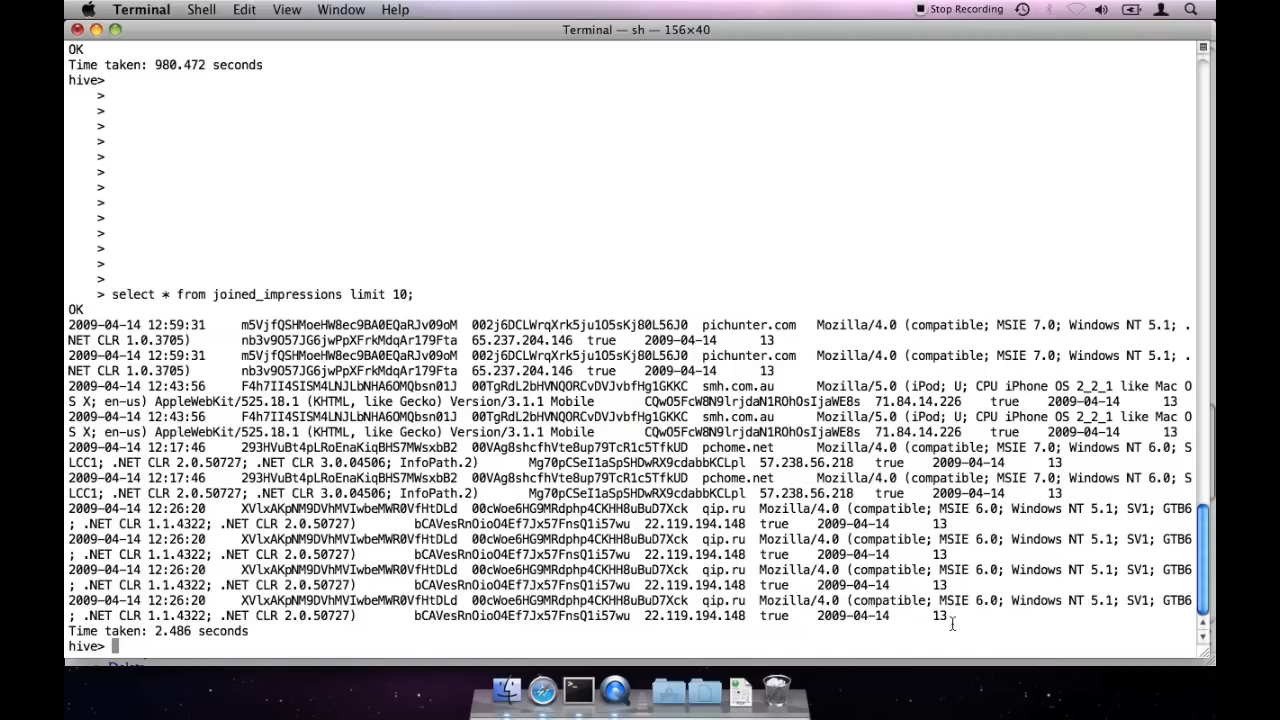 Terminal Shell Edit View Window Help Stop Recording
Terminal — sh — 156×40
OK
Time taken: 980.472 seconds
hive>
>
>
>
>
>
>
>
>
>
>
>
>
>
> select * from joined_impressions limit 10;
OK
2009-04-14 12:59:31 m5VjfQSHMoeHW8ec9BA0EQaRJv09oM 002j6DCLWrqXrk5ju1O5sKj80L56J0 pichunter.com Mozilla/4.0 (compatible; MSIE 7.0; Windows NT 5.1; .
NET CLR 1.0.3705) nb3v9O57JG6jwPpXFrkMdqAr179Fta 65.237.204.146 true 2009-04-14 13
2009-04-14 12:59:31 m5VjfQSHMoeHW8ec9BA0EQaRJv09oM 002j6DCLWrqXrk5ju1O5sKj80L56J0 pichunter.com Mozilla/4.0 (compatible; MSIE 7.0; Windows NT 5.1; .
NET CLR 1.0.3705) nb3v9O57JG6jwPpXFrkMdqAr179Fta 65.237.204.146 true 2009-04-14 13
2009-04-14 12:43:56 F4h7II4SISM4LNJLbNHA6OMQbsn01J 00TgRdL2bHVNQORCvDVJvbfHg1GKKC smh.com.au Mozilla/5.0 (iPod; U; CPU iPhone OS 2_2_1 like Mac O
S X; en-us) AppleWebKit/525.18.1 (KHTML, like Gecko) Version/3.1.1 Mobile CQwO5FcW8N9lrjdaN1ROhOsIjaWE8s 71.84.14.226 true 2009-04-14 13
2009-04-14 12:43:56 F4h7II4SISM4LNJLbNHA6OMQbsn01J 00TgRdL2bHVNQORCvDVJvbfHg1GKKC smh.com.au Mozilla/5.0 (iPod; U; CPU iPhone OS 2_2_1 like Mac O
S X; en-us) AppleWebKit/525.18.1 (KHTML, like Gecko) Version/3.1.1 Mobile CQwO5FcW8N9lrjdaN1ROhOsIjaWE8s 71.84.14.226 true 2009-04-14 13
2009-04-14 12:17:46 293HVuBt4pLRoEnaKiqBHS7MWsxbB2 00VAg8shcfhVte8up79TcR1c5TfkUD pchome.net Mozilla/4.0 (compatible; MSIE 7.0; Windows NT 6.0; S
LCC1; .NET CLR 2.0.50727; .NET CLR 3.0.04506; InfoPath.2) Mg70pCSeI1aSpSHDwRX9cdabbKCLpl 57.238.56.218 true 2009-04-14 13
2009-04-14 12:17:46 293HVuBt4pLRoEnaKiqBHS7MWsxbB2 00VAg8shcfhVte8up79TcR1c5TfkUD pchome.net Mozilla/4.0 (compatible; MSIE 7.0; Windows NT 6.0; S
LCC1; .NET CLR 2.0.50727; .NET CLR 3.0.04506; InfoPath.2) Mg70pCSeI1aSpSHDwRX9cdabbKCLpl 57.238.56.218 true 2009-04-14 13
2009-04-14 12:26:20 XVlxAKpNM9DVhMVIwbeMWR0VfHtDLd 00cWoe6HG9MRdphp4CKHH8uBuD7Xck qip.ru Mozilla/4.0 (compatible; MSIE 6.0; Windows NT 5.1; SV1; GTB6
; .NET CLR 1.1.4322; .NET CLR 2.0.50727) bCAVesRnOioO4Ef7Jx57FnsQ1i57wu 22.119.194.148 true 2009-04-14 13
2009-04-14 12:26:20 XVlxAKpNM9DVhMVIwbeMWR0VfHtDLd 00cWoe6HG9MRdphp4CKHH8uBuD7Xck qip.ru Mozilla/4.0 (compatible; MSIE 6.0; Windows NT 5.1; SV1; GTB6
; .NET CLR 1.1.4322; .NET CLR 2.0.50727) bCAVesRnOioO4Ef7Jx57FnsQ1i57wu 22.119.194.148 true 2009-04-14 13
2009-04-14 12:26:20 XVlxAKpNM9DVhMVIwbeMWR0VfHtDLd 00cWoe6HG9MRdphp4CKHH8uBuD7Xck qip.ru Mozilla/4.0 (compatible; MSIE 6.0; Windows NT 5.1; SV1; GTB6
; .NET CLR 1.1.4322; .NET CLR 2.0.50727) bCAVesRnOioO4Ef7Jx57FnsQ1i57wu 22.119.194.148 true 2009-04-14 13
2009-04-14 12:26:20 XVlxAKpNM9DVhMVIwbeMWR0VfHtDLd 00cWoe6HG9MRdphp4CKHH8uBuD7Xck qip.ru Mozilla/4.0 (compatible; MSIE 6.0; Windows NT 5.1; SV1; GTB6
; .NET CLR 1.1.4322; .NET CLR 2.0.50727) bCAVesRnOioO4Ef7Jx57FnsQ1i57wu 22.119.194.148 true 2009-04-14 13
Time taken: 2.486 seconds
hive>